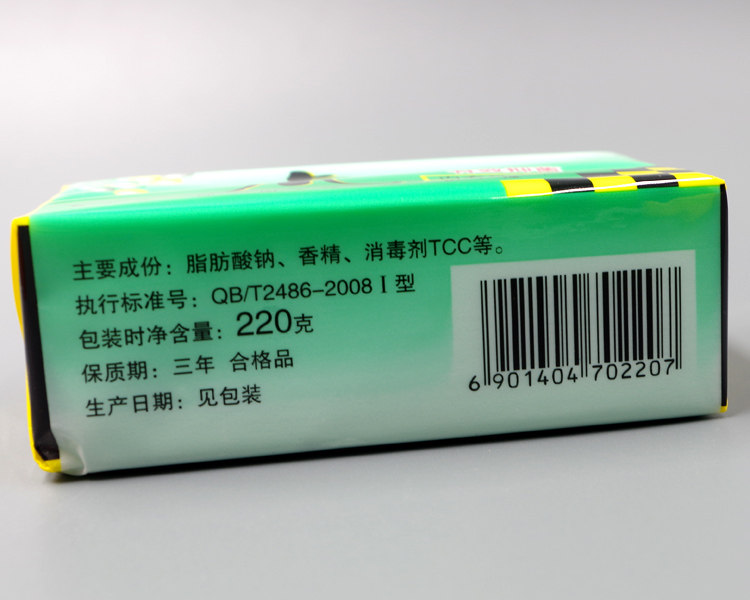 主要成份：脂肪酸钠、香精、消毒剂TCC等。
执行标准号：QB/T2486-2008 I 型
包装时净含量：220克
保质期：三年 合格品
生产日期：见包装
6 901404 702207